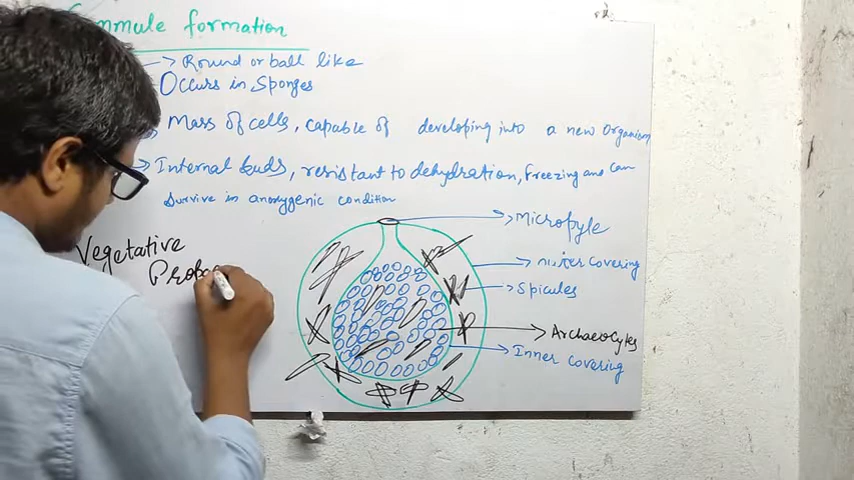 mmule formation
Round or ball like
Occurs in Sponges
Mass of cells, capable of developing into a new Organism
Internal buds, resistant to dehydration, freezing and can
Survive in anoxygenic condition
Micropyle
covering
Spicules
Archaeocytes
Inner covering
Vegetative
Propa